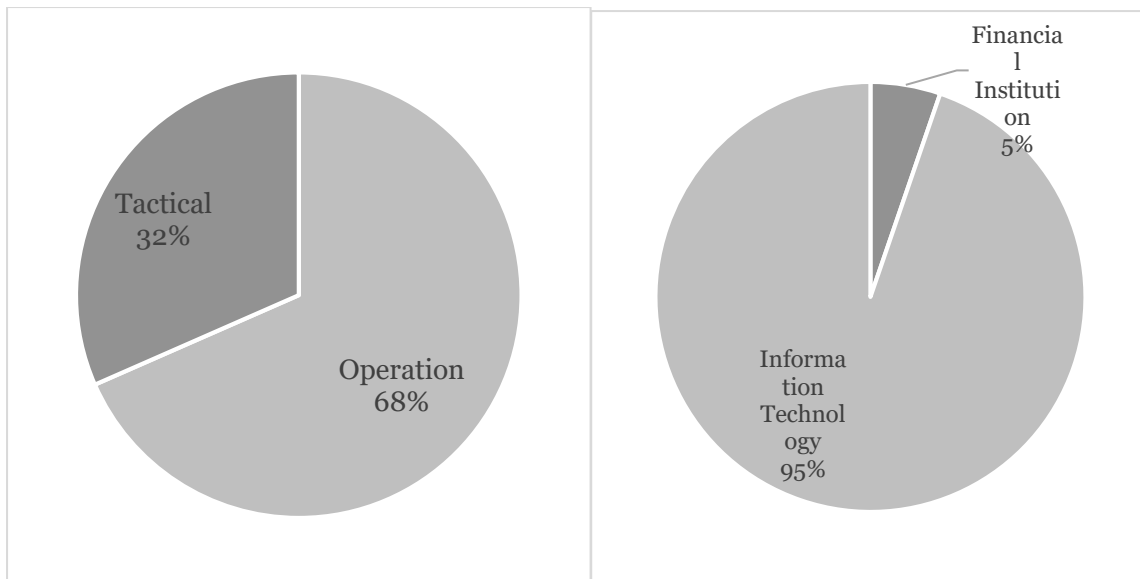 Tactical
32%
Operation
68%
Financia
l
Instituti
on
5%
Informa
tion
Technol
ogy
95%